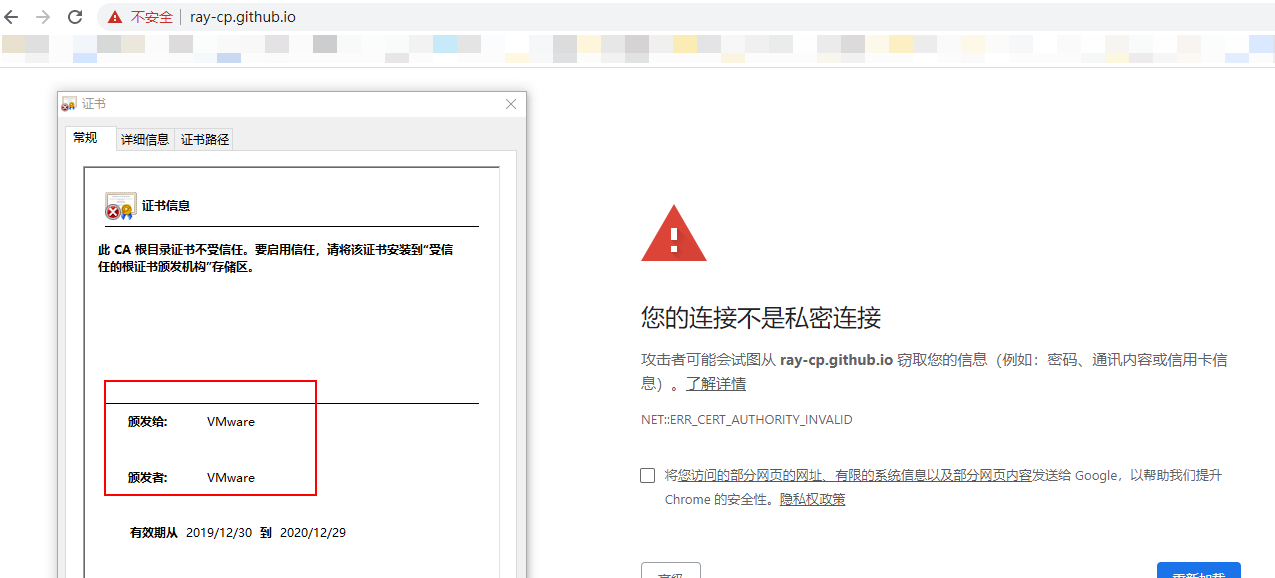 不安全 ray-cp.github.io
证书
常规 详细信息 证书路径
证书信息
此 CA 根目录证书不受信任。要启用信任，请将该证书安装到“受信
任的根证书颁发机构”存储区。
颁发给: VMware
颁发者: VMware
有效期从 2019/12/30 到 2020/12/29
您的连接不是私密连接
攻击者可能会试图从 ray-cp.github.io 窃取您的信息（例如：密码、通讯内容或信用卡信
息）。了解详情
NET::ERR_CERT_AUTHORITY_INVALID
将您访问的部分网页的网址、有限的系统信息以及部分网页内容发送给 Google，以帮助我们提升
Chrome 的安全性。隐私权政策
高级 重新加载